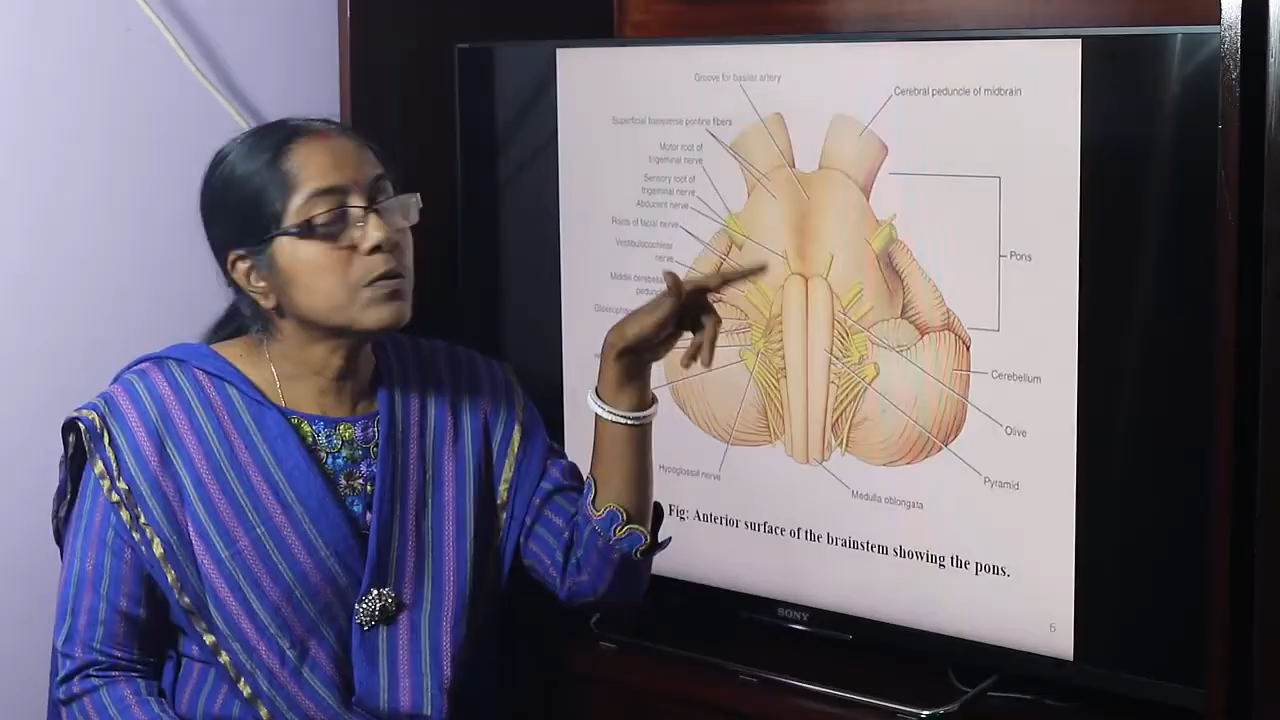 Groove for basilar artery
Cerebral peduncle of midbrain
Superficial transverse pontine fibers
Motor root of
trigeminal nerve
Sensory root of
trigeminal nerve
Abducent nerve
Roots of facial nerve
Vestibulocochlear
nerve
Pons
Middle
Cerebellum
Olive
Hypoglossal nerve
Pyramid
Medulla oblongata
Fig: Anterior surface of the brainstem showing the pons.
SONY
6